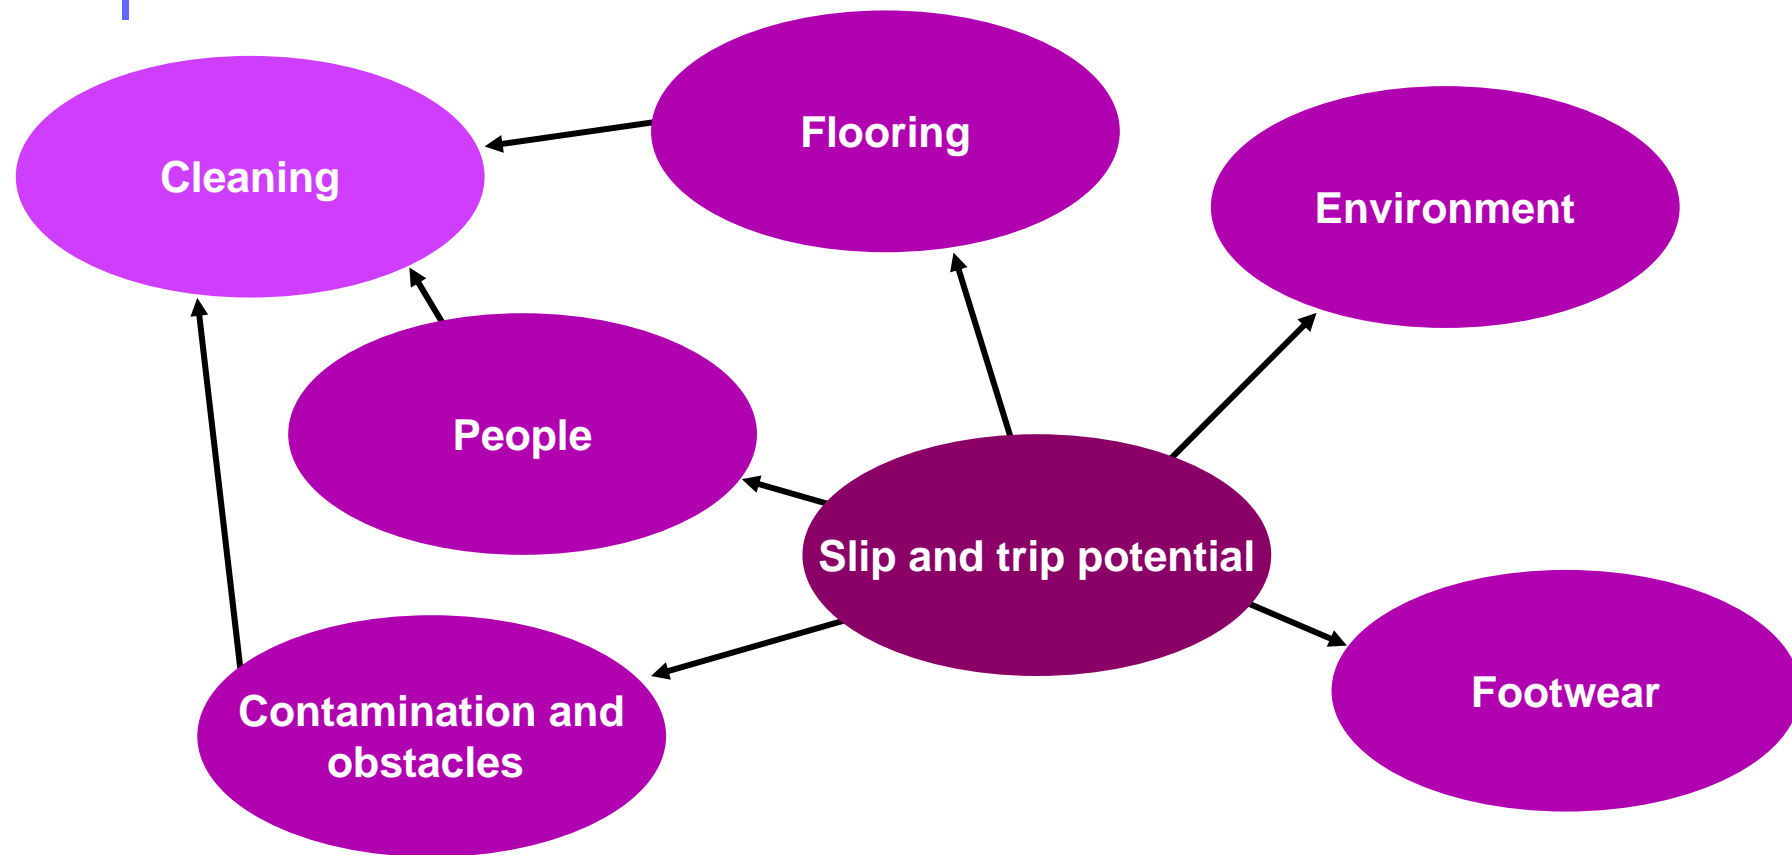 Flooring
Cleaning
Environment
People
Slip and trip potential
Footwear
Contamination and
obstacles